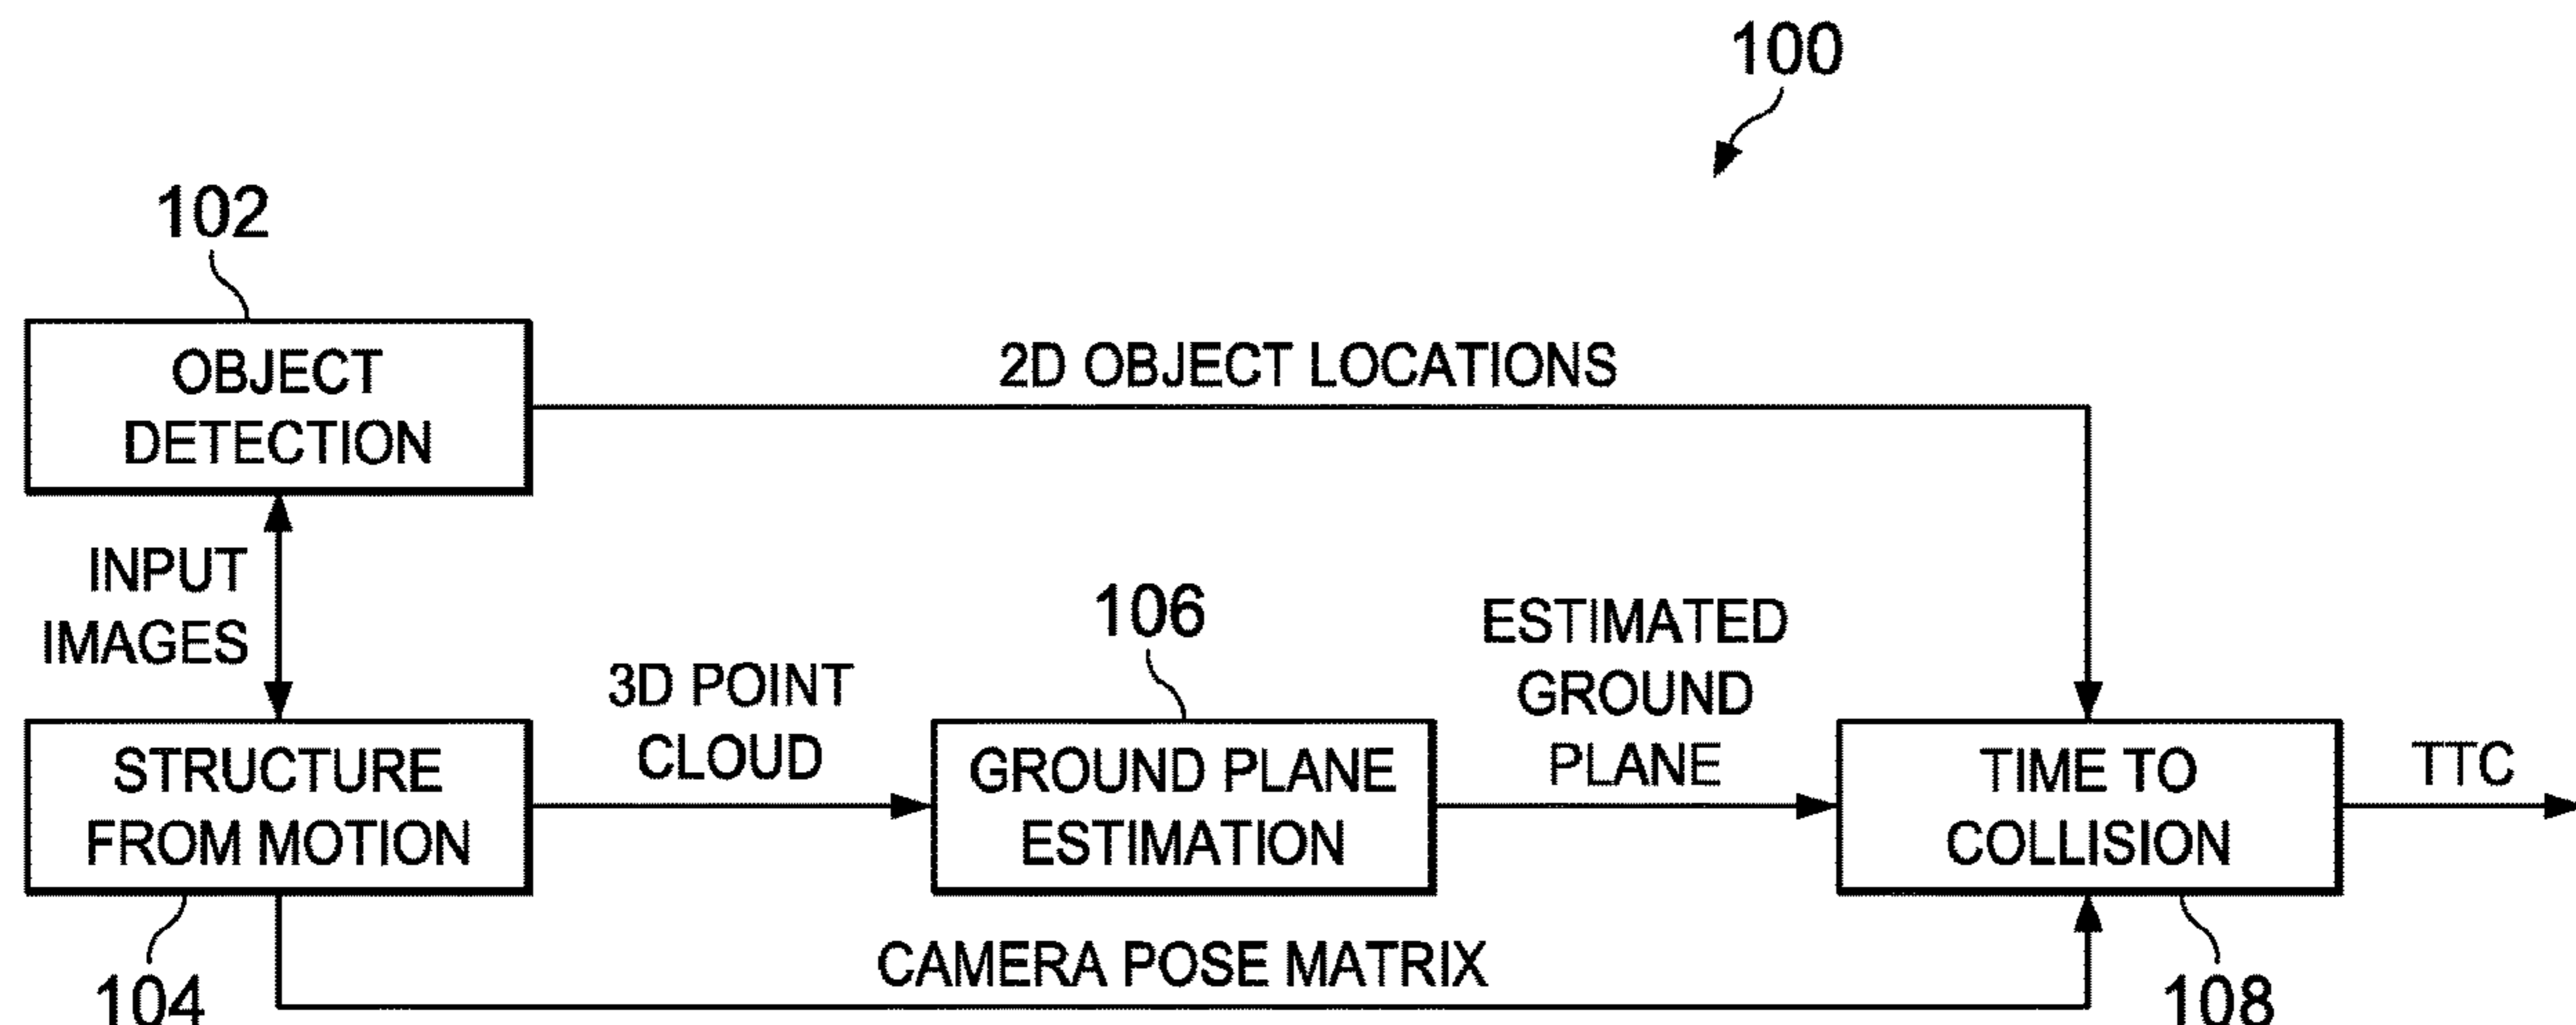 100
102
OBJECT
DETECTION
2D OBJECT LOCATIONS
INPUT
IMAGES
3D POINT
CLOUD
106
ESTIMATED
GROUND
PLANE
STRUCTURE
FROM MOTION
GROUND PLANE
ESTIMATION
TIME TO
COLLISION
TTC
CAMERA POSE MATRIX
104
108